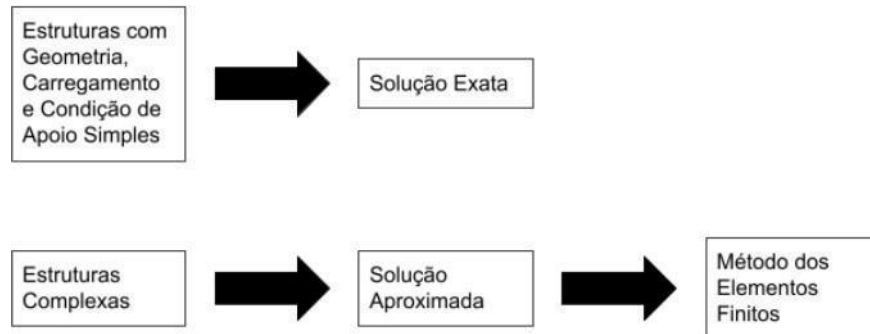 Estruturas com
Geometria,
Carregamento
e Condição de
Apoio Simples
Solução Exata
Estruturas
Complexas
Solução
Aproximada
Método dos
Elementos
Finitos